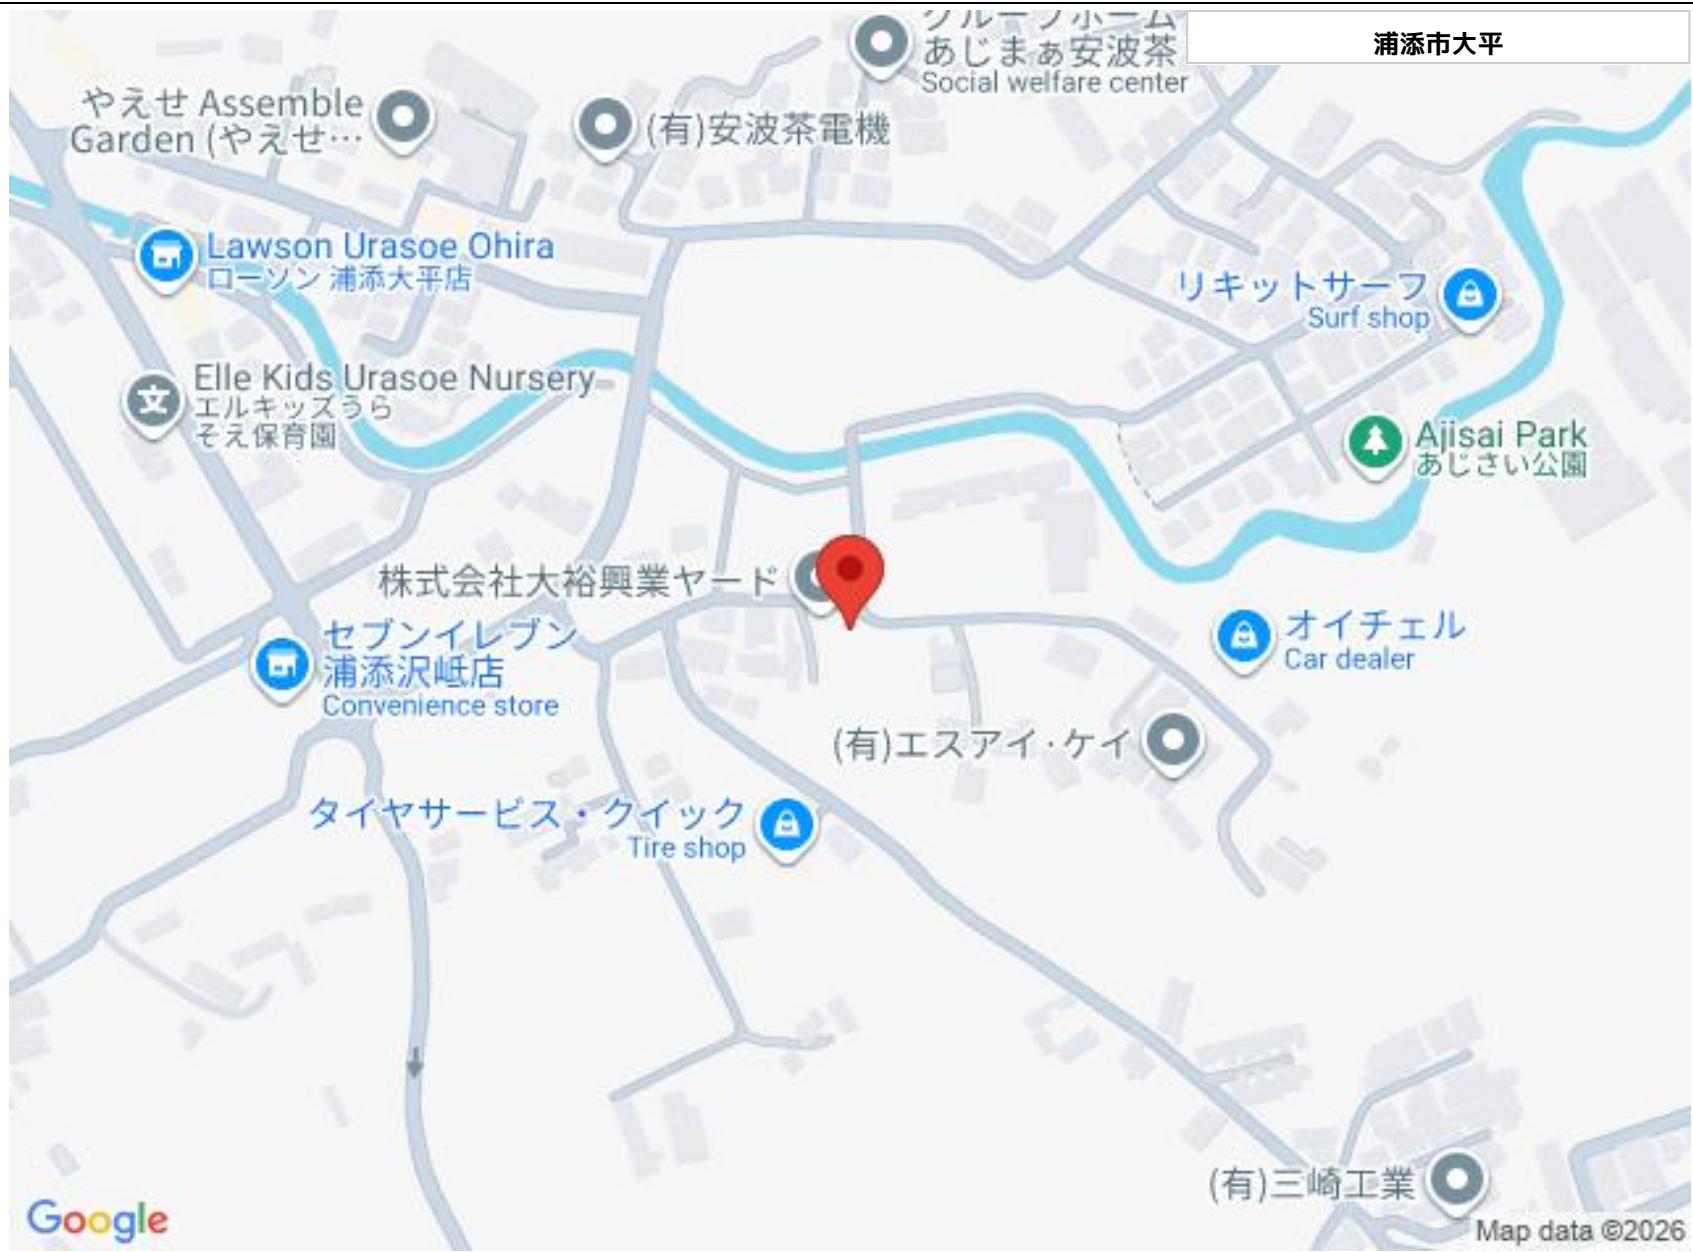 グループホーム
あじまぁ安波茶
Social welfare center
浦添市大平
やえせ Assemble
Garden (やえせ…
(有)安波茶電機
Lawson Urasoe Ohira
ローソン 浦添大平店
リキットサーフ
Surf shop
Elle Kids Urasoe Nursery
エルキッズうら
そえ保育園
Ajisai Park
あじさい公園
株式会社大裕興業ヤード
セブンイレブン
浦添沢岻店
Convenience store
オイチェル
Car dealer
(有)エスアイ·ケイ
タイヤサービス・クイック
Tire shop
(有)三崎工業
Google
Map data ©2026